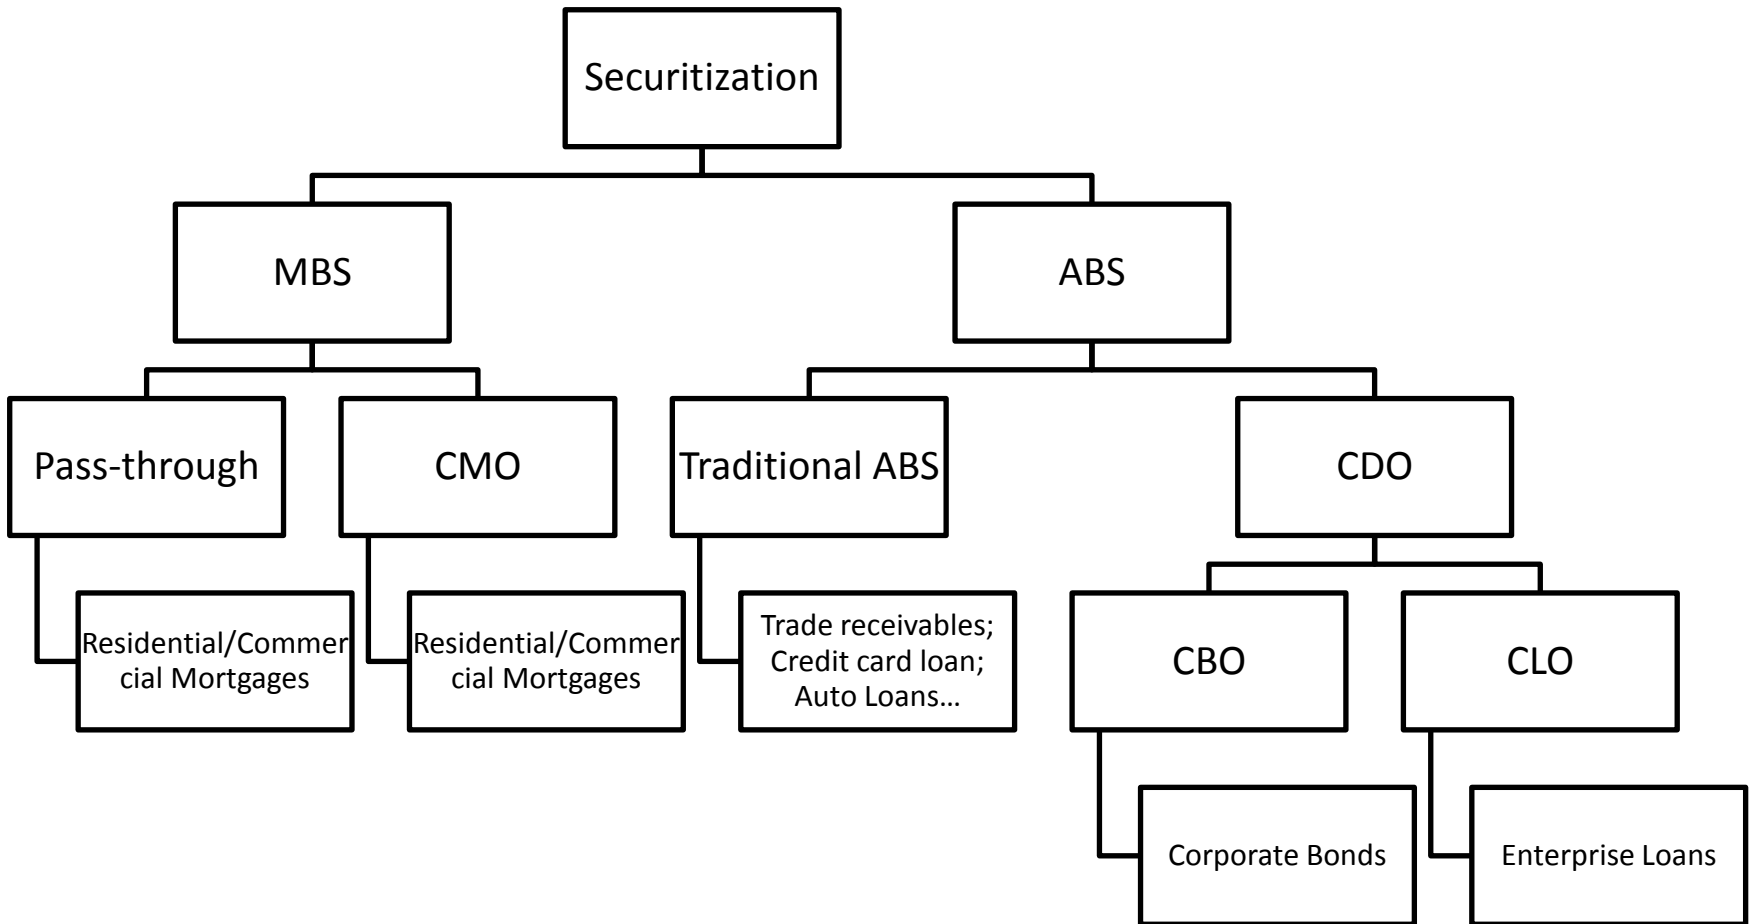 Securitization
MBS
ABS
Pass-through
CMO
Traditional ABS
CDO
Residential/Commer
cial Mortgages
Residential/Commer
cial Mortgages
Trade receivables;
Credit card loan;
Auto Loans…
CBO
CLO
Corporate Bonds
Enterprise Loans